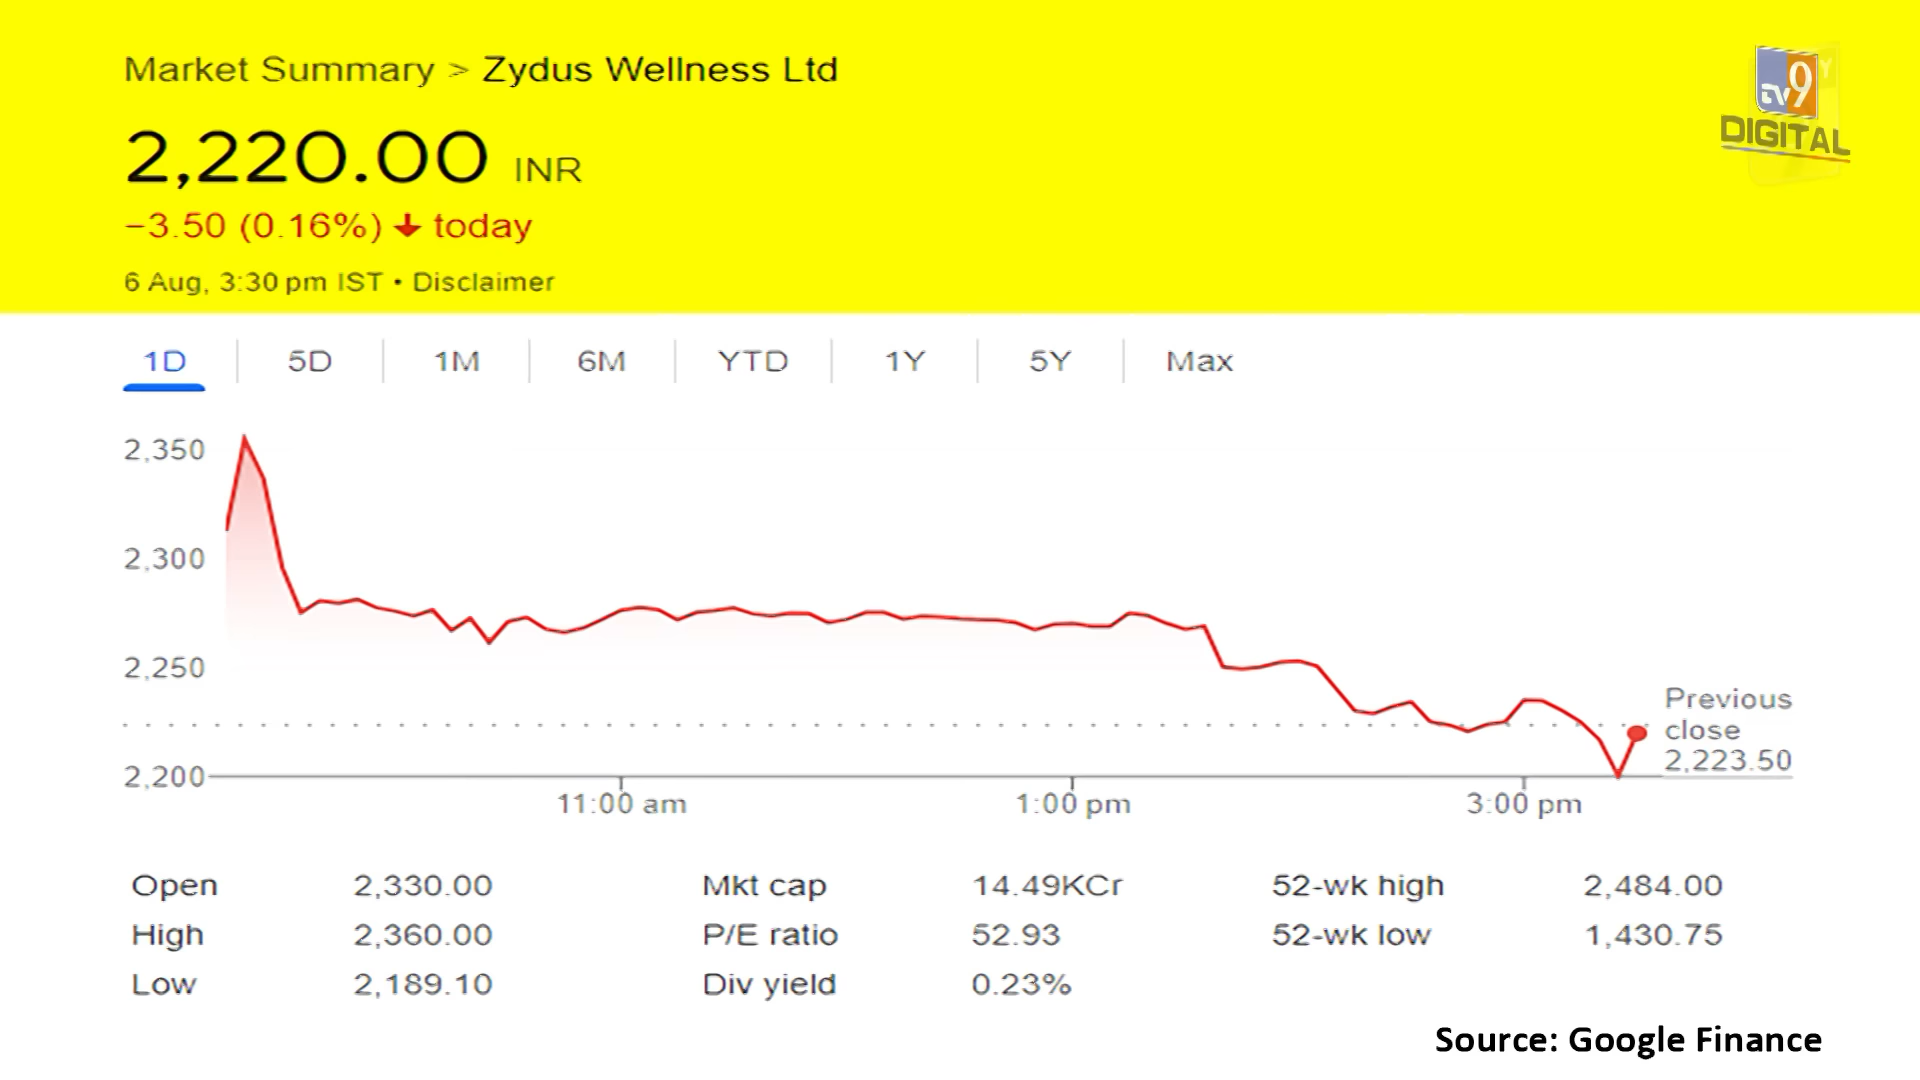 Market Summary > Zydus Wellness Ltd
tv9
DIGITAL
2,220.00 INR
−3.50 (0.16%) ↓ today
6 Aug, 3:30 pm IST • Disclaimer
1D 5D 1M 6M YTD 1Y 5Y Max
2,350
2,300
2,250
2,200
Previous
close
2,223.50
11:00 am 1:00 pm 3:00 pm
Open 2,330.00 Mkt cap 14.49KCr 52-wk high 2,484.00
High 2,360.00 P/E ratio 52.93 52-wk low 1,430.75
Low 2,189.10 Div yield 0.23%
Source: Google Finance